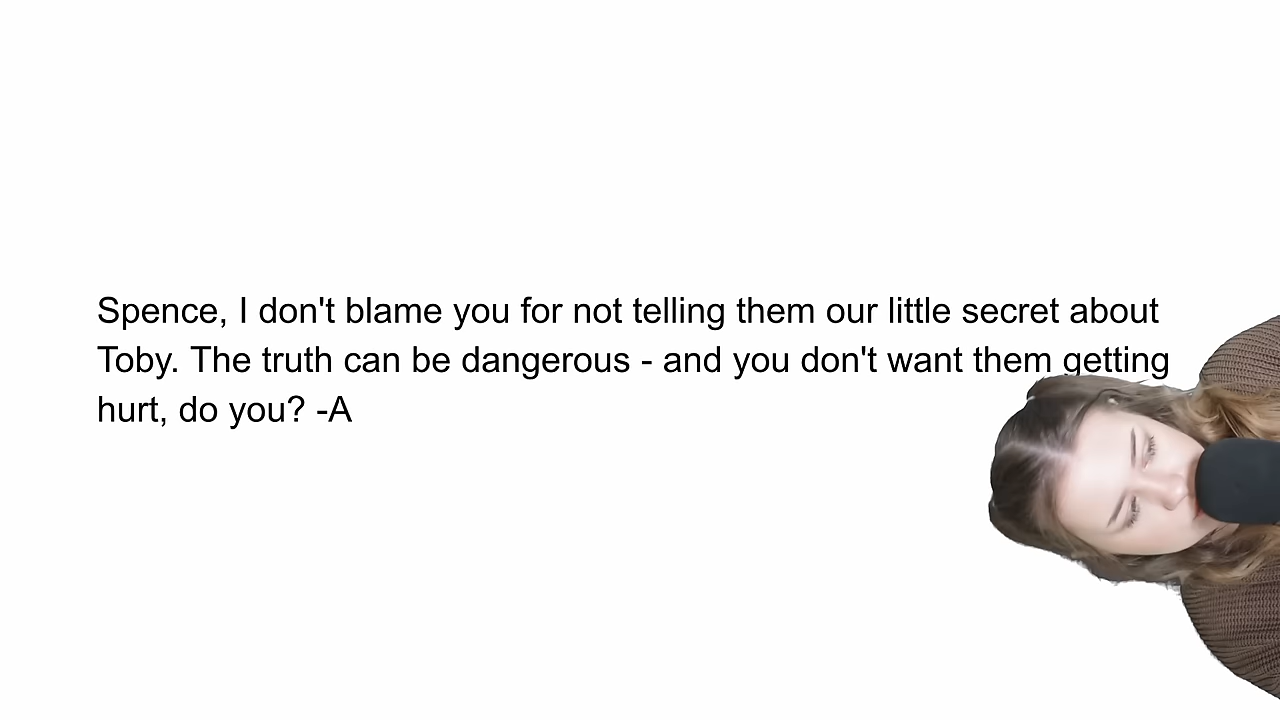 Spence, I don't blame you for not telling them our little secret about
Toby. The truth can be dangerous - and you don't want them getting
hurt, do you? -A